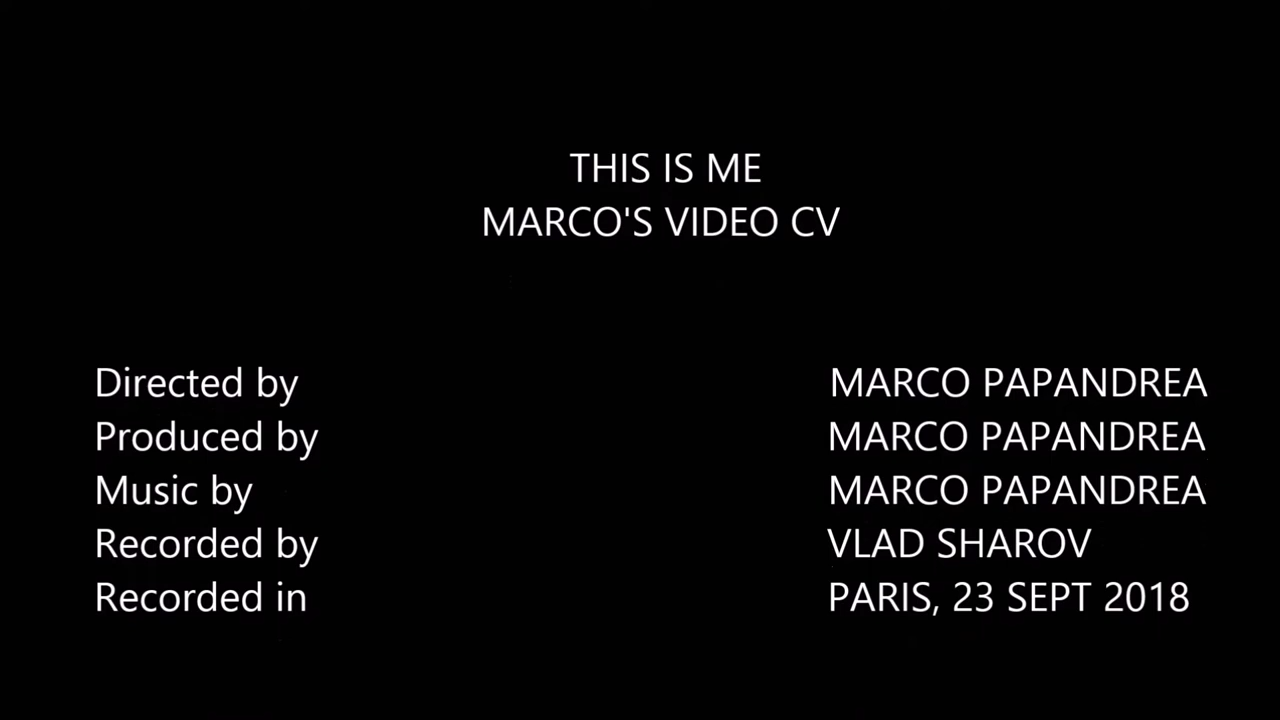 THIS IS ME
MARCO'S VIDEO CV
Directed by MARCO PAPANDREA
Produced by MARCO PAPANDREA
Music by MARCO PAPANDREA
Recorded by VLAD SHAROV
Recorded in PARIS, 23 SEPT 2018